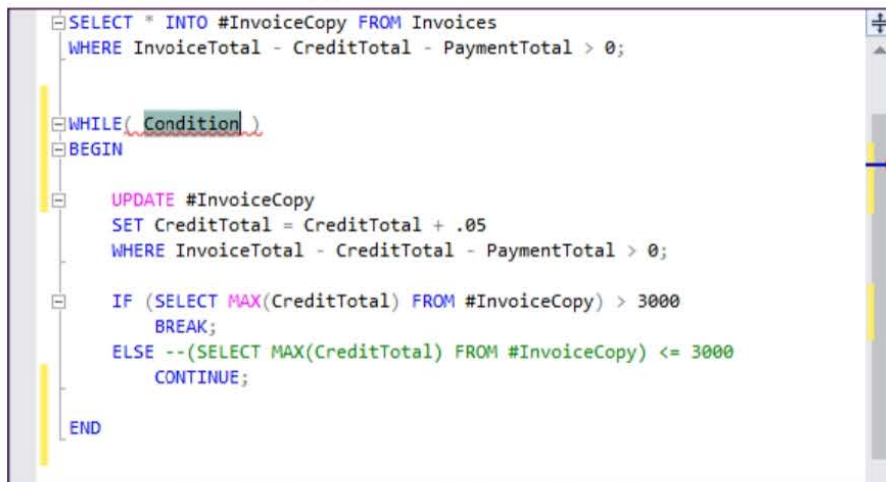 SELECT * INTO #InvoiceCopy FROM Invoices
WHERE InvoiceTotal - CreditTotal - PaymentTotal > 0;
WHILE( Condition )
BEGIN
UPDATE #InvoiceCopy
SET CreditTotal = CreditTotal + .05
WHERE InvoiceTotal - CreditTotal - PaymentTotal > 0;
IF (SELECT MAX(CreditTotal) FROM #InvoiceCopy) > 3000
BREAK;
ELSE --(SELECT MAX(CreditTotal) FROM #InvoiceCopy) <= 3000
CONTINUE;
END